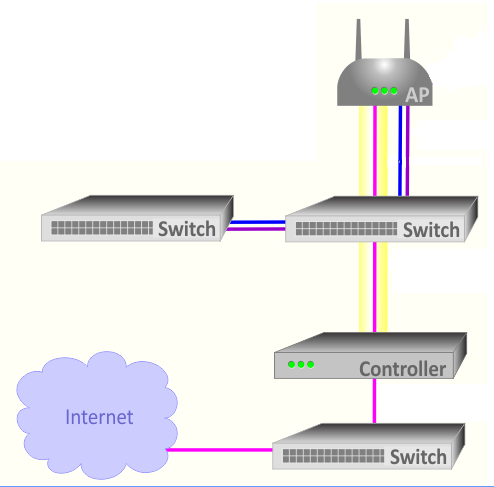 AP
Switch
Switch
Controller
Internet
Switch